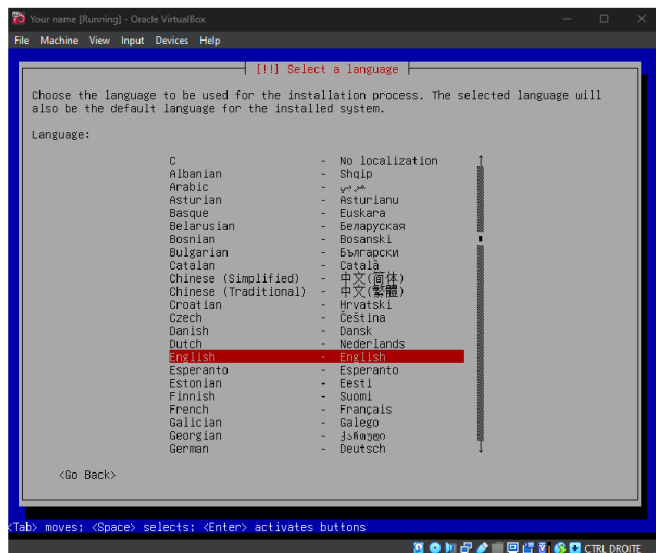 Your name [Running] - Oracle VirtualBox
File Machine View Input Devices Help
[!!] Select a language
Choose the language to be used for the installation process. The selected language will
also be the default language for the installed system.
Language:
C - No localization
Albanian - Shqip
Arabic - عربي
Asturian - Asturianu
Basque - Euskara
Belarusian - Беларуская
Bosnian - Bosanski
Bulgarian - Български
Catalan - Català
Chinese (Simplified) - 中文(简体)
Chinese (Traditional) - 中文(繁體)
Croatian - Hrvatski
Czech - Čeština
Danish - Dansk
Dutch - Nederlands
English - English
Esperanto - Esperanto
Estonian - Eesti
Finnish - Suomi
French - Français
Galician - Galego
Georgian - ქართული
German - Deutsch
<Go Back>
<Tab> moves; <Space> selects; <Enter> activates buttons
CTRL DROITE